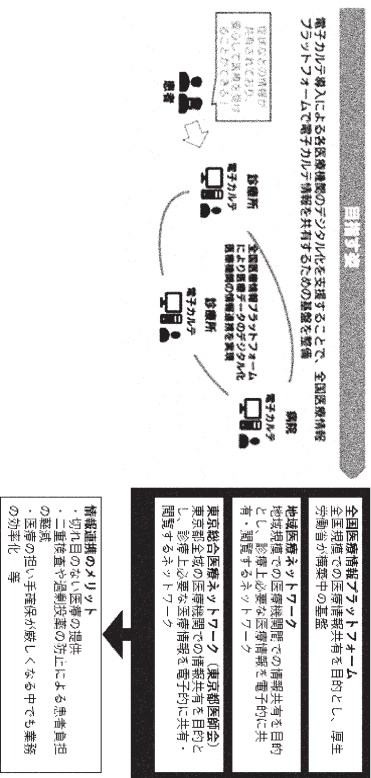 目指す姿
電子カルテ導入による各医療機関のデジタル化を支援することで、全国医療情報
プラットフォームで電子カルテ情報を共有するための基盤を整備
患者
診療所
電子カルテ
全国医療情報プラットフォーム
により医療データのデジタル化
医療機関の情報連携を実現
診療所
電子カルテ
病院
電子カルテ
全国医療情報プラットフォーム
全国規模での医療情報共有を目的とし、厚生
労働省が構築中の基盤
地域医療ネットワーク
地域規模での医療機関間での情報共有を目的
とし、診療上必要な医療情報を電子的に共
有・閲覧するネットワーク
東京総合医療ネットワーク（東京都医師会）
東京都全域の医療機関での情報共有を目的と
し、診療上必要な医療情報を電子的に共有・
閲覧するネットワーク
情報連携のメリット
・切れ目のない医療の提供
・二重検査や過剰投薬の防止による患者負担
の軽減
・医療の担い手確保が厳しくなる中でも業務
の効率化　等